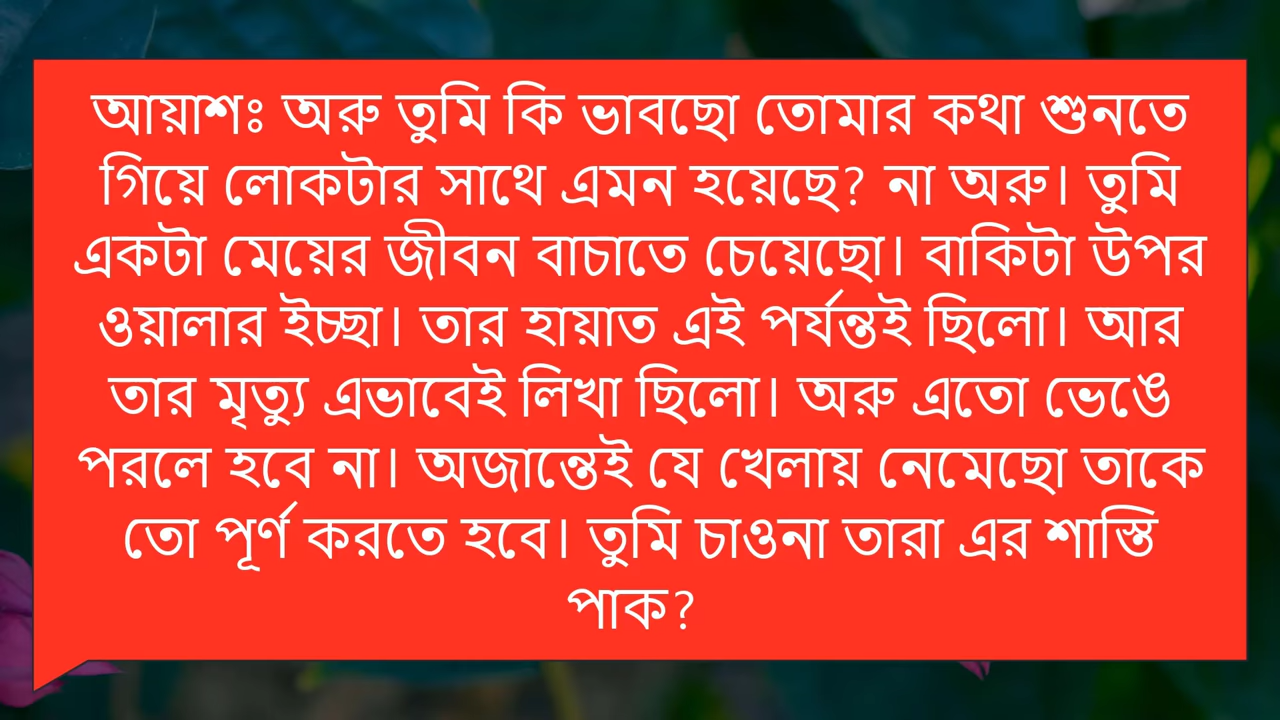 আয়াশঃ অরু তুমি কি ভাবছো তোমার কথা শুনতে
গিয়ে লোকটার সাথে এমন হয়েছে? না অরু। তুমি
একটা মেয়ের জীবন বাচাতে চেয়েছো। বাকিটা উপর
ওয়ালার ইচ্ছা। তার হায়াত এই পর্যন্তই ছিলো। আর
তার মৃত্যু এভাবেই লিখা ছিলো। অরু এতো ভেঙে
পরলে হবে না। অজান্তেই যে খেলায় নেমেছো তাকে
তো পূর্ণ করতে হবে। তুমি চাওনা তারা এর শাস্তি
পাক?